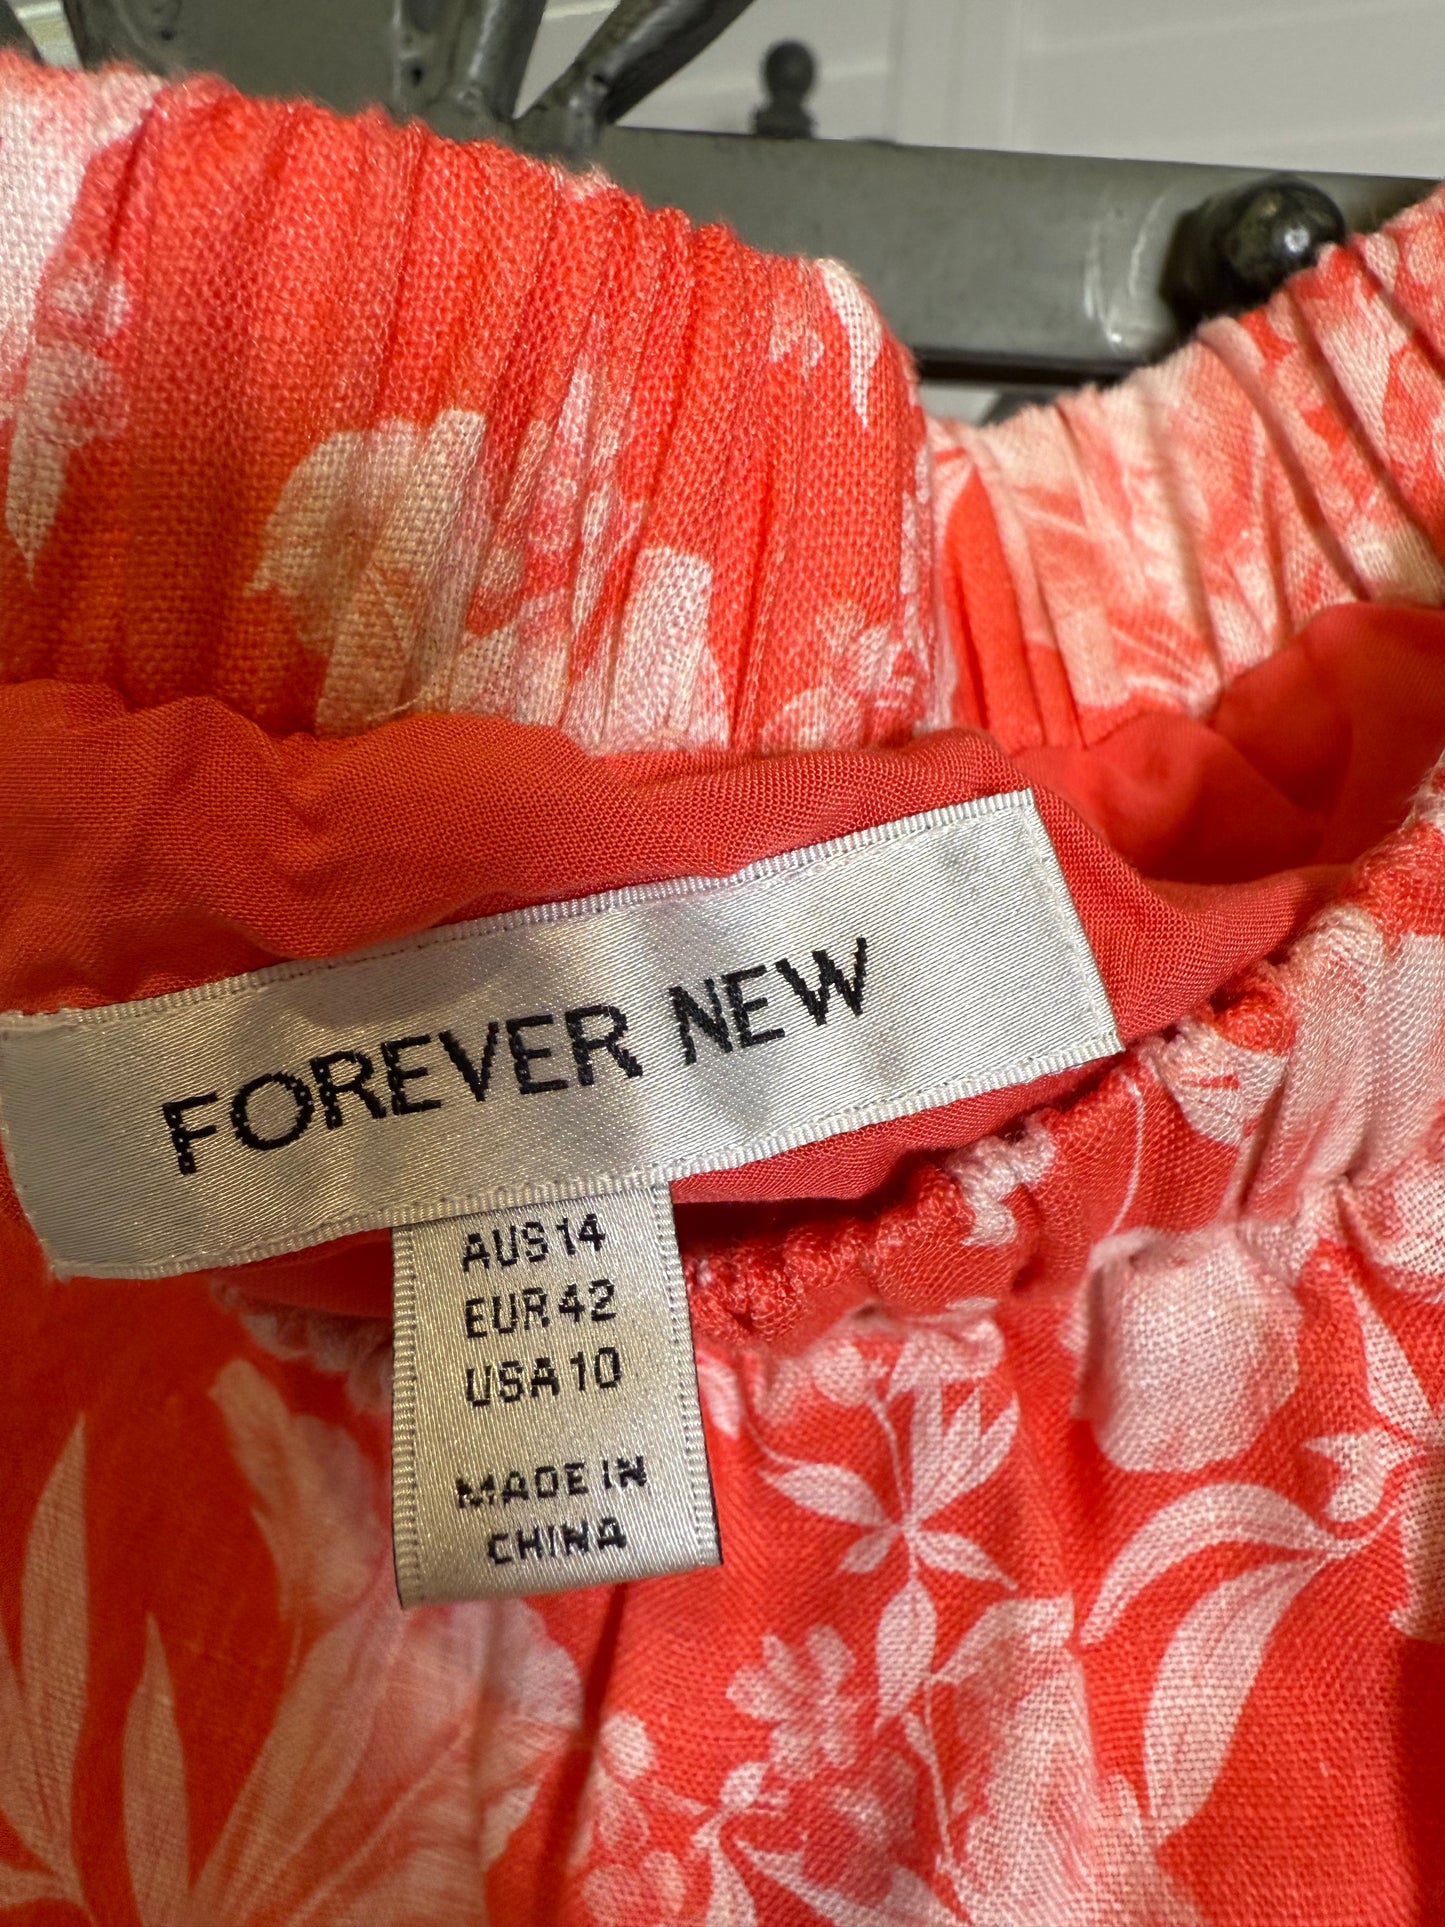 FOREVER NEW
AUS 14
EUR 42
USA 10
MADE IN
CHINA